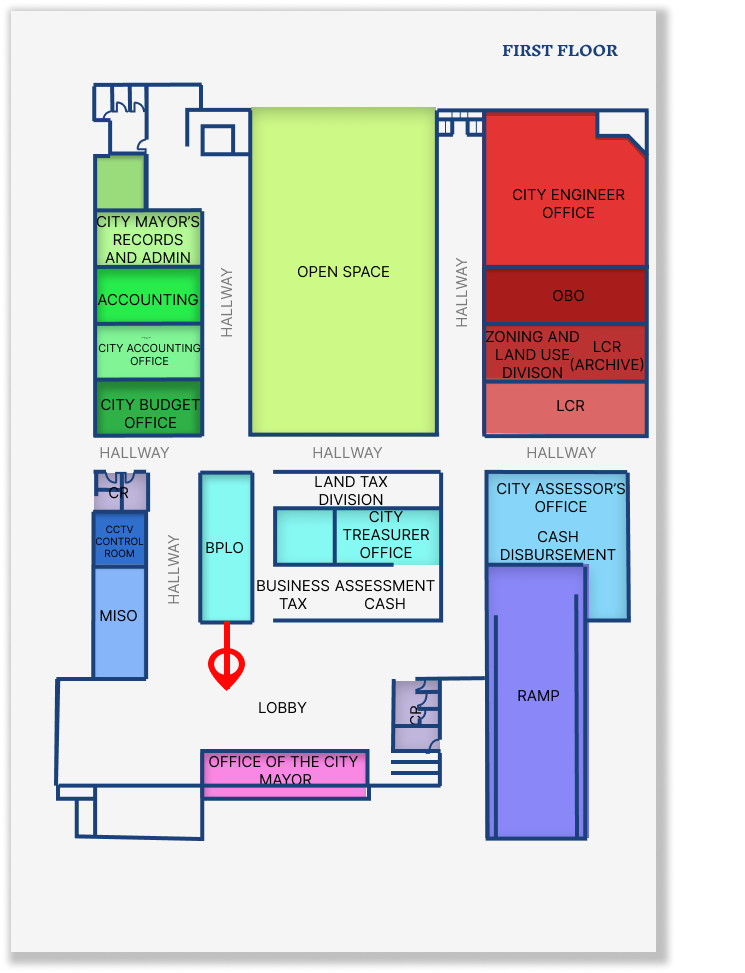 FIRST FLOOR
CITY MAYOR'S
RECORDS
AND ADMIN
ACCOUNTING
CITY ACCOUNTING
OFFICE
CITY BUDGET
OFFICE
HALLWAY
OPEN SPACE
HALLWAY
CITY ENGINEER
OFFICE
OBO
ZONING AND
LAND USE
DIVISON
LCR
(ARCHIVE)
LCR
HALLWAY
HALLWAY
HALLWAY
CR
CCTV
CONTROL
ROOM
MISO
HALLWAY
BPLO
LAND TAX
DIVISION
CITY
TREASURER
OFFICE
BUSINESS
TAX
ASSESSMENT
CASH
CITY ASSESSOR'S
OFFICE
CASH
DISBURSEMENT
RAMP
LOBBY
CR
OFFICE OF THE CITY
MAYOR